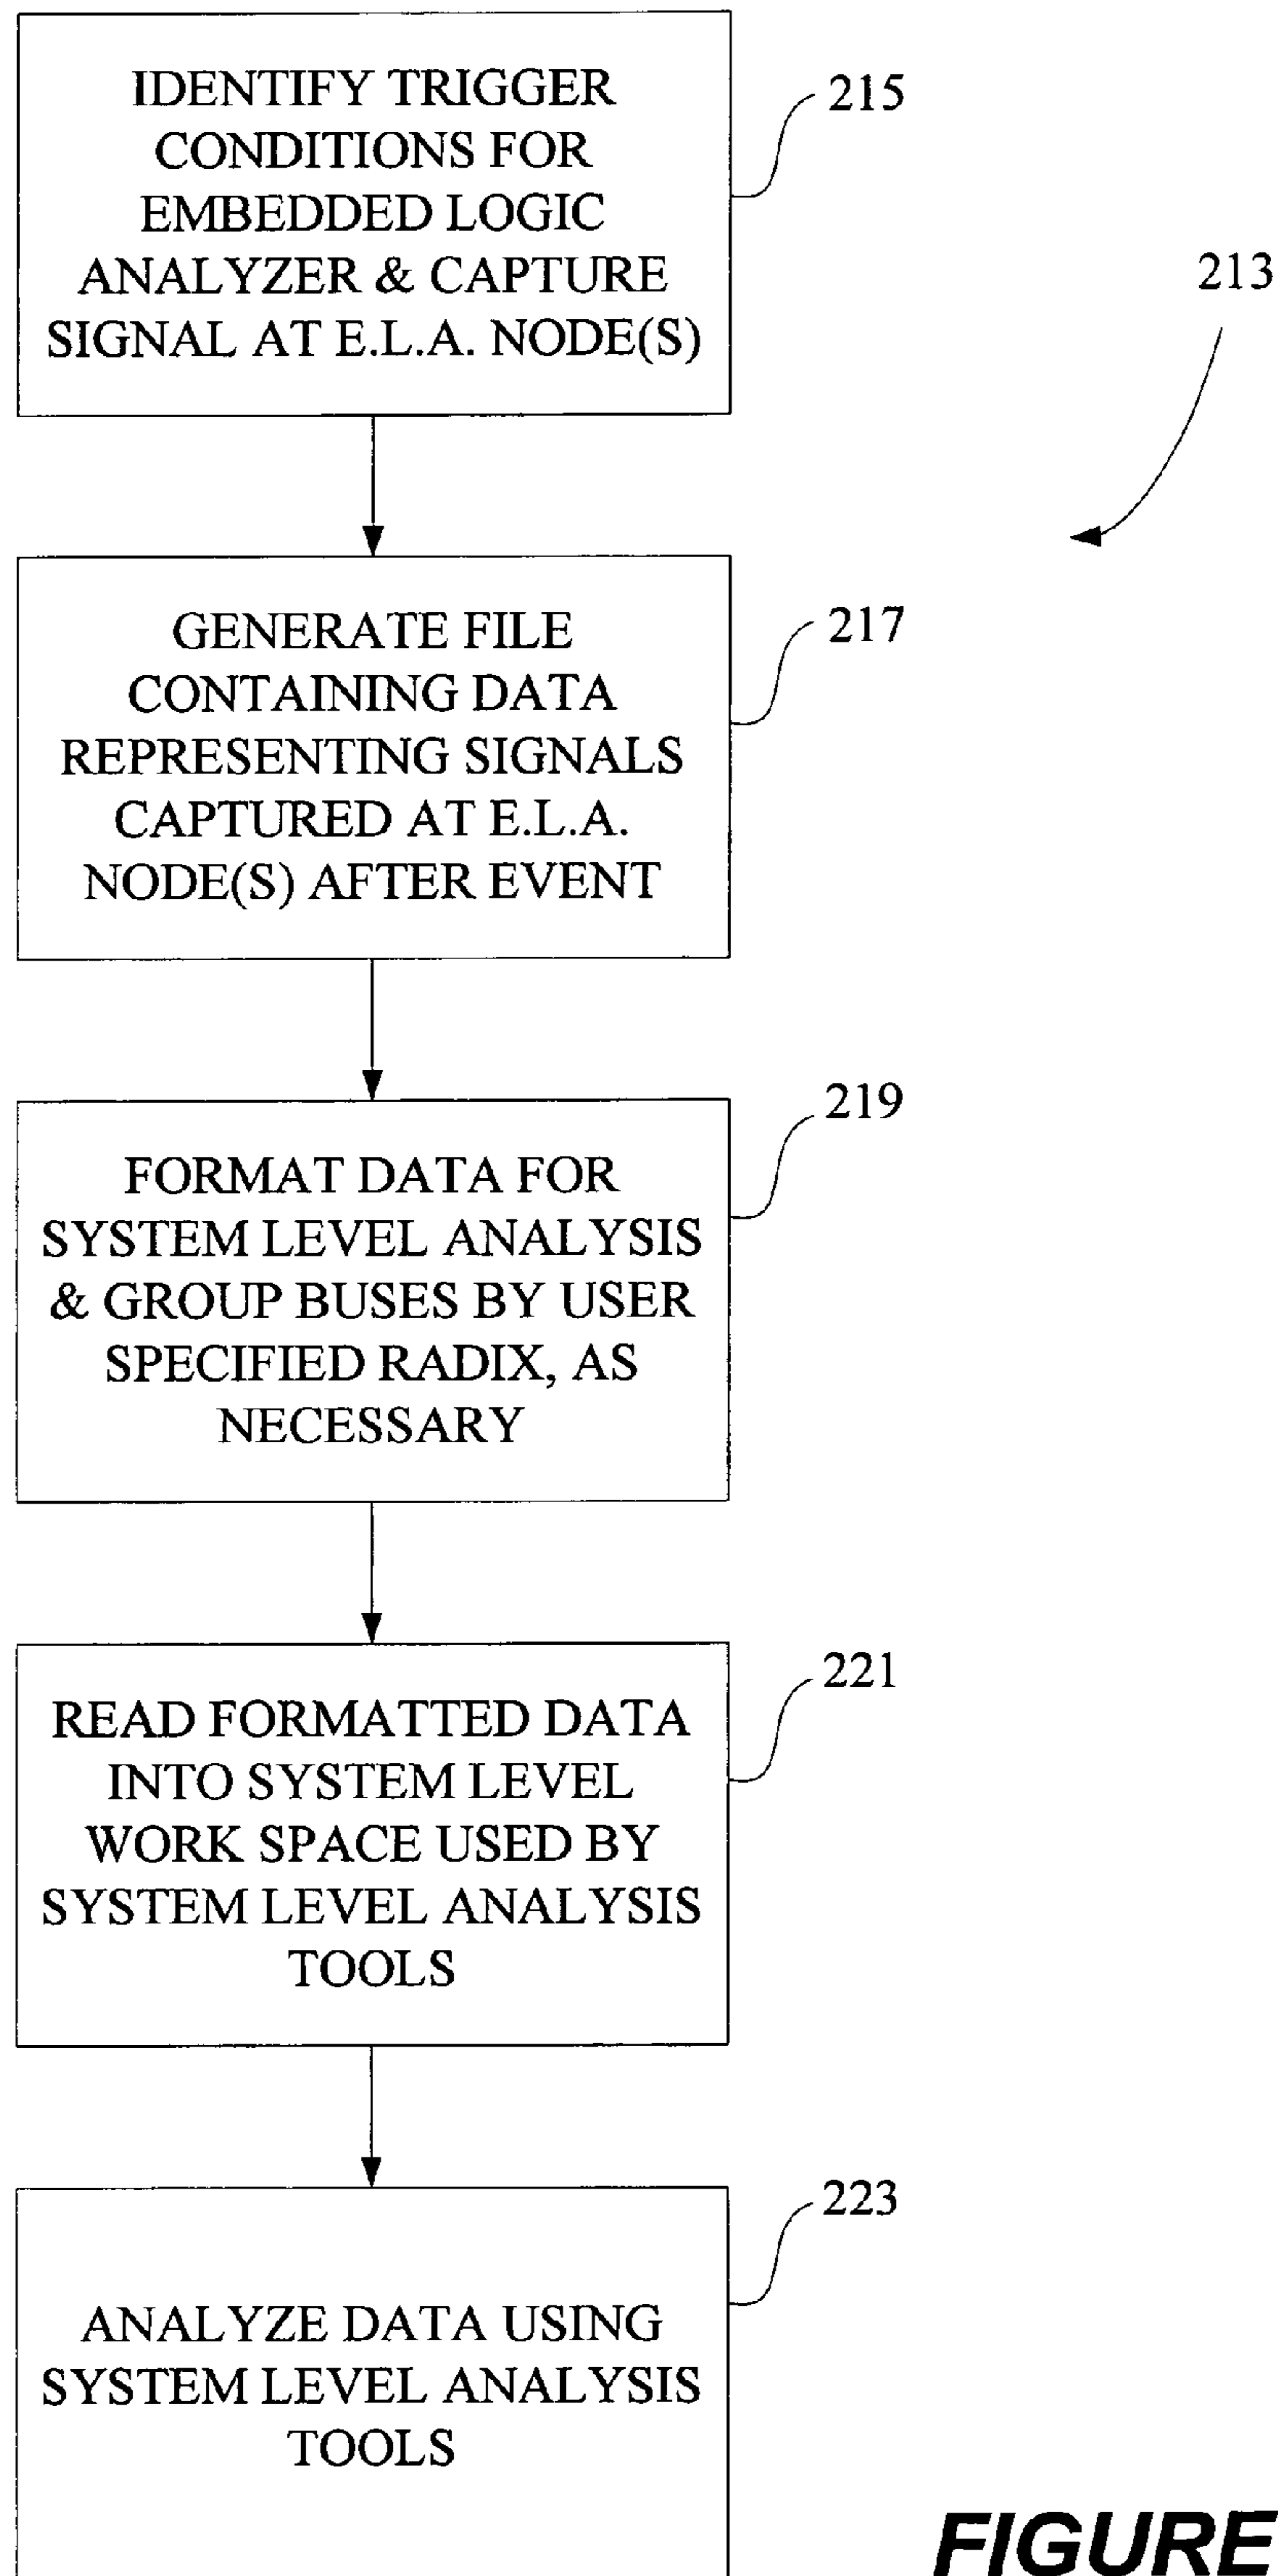 IDENTIFY TRIGGER
CONDITIONS FOR
EMBEDDED LOGIC
ANALYZER & CAPTURE
SIGNAL AT E.L.A. NODE(S)
215
213
GENERATE FILE
CONTAINING DATA
REPRESENTING SIGNALS
CAPTURED AT E.L.A.
NODE(S) AFTER EVENT
217
FORMAT DATA FOR
SYSTEM LEVEL ANALYSIS
& GROUP BUSES BY USER
SPECIFIED RADIX, AS
NECESSARY
219
READ FORMATTED DATA
INTO SYSTEM LEVEL
WORK SPACE USED BY
SYSTEM LEVEL ANALYSIS
TOOLS
221
ANALYZE DATA USING
SYSTEM LEVEL ANALYSIS
TOOLS
223
FIGURE